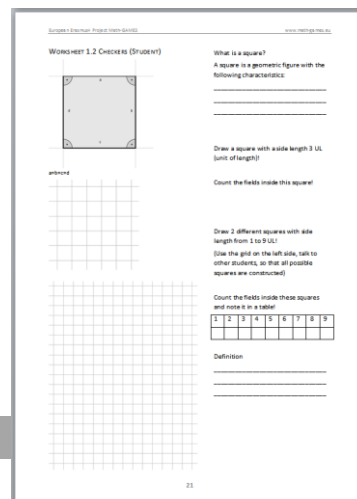 European Erasmus+ Project Math-GAMES
www.mathgames.eu
WORKSHEET 1.2 CHECKERS (STUDENT)
What is a square?
A square is a geometric figure with the
following characteristics:
a=b=c=d
Draw a square with a side length 3 UL
(unit of length)!
Count the fields inside this square!
Draw 2 different squares with side
length from 1 to 9 UL!
(Use the grid on the left side, talk to
other students, so that all possible
squares are constructed)
Count the fields inside these squares
and note it in a table!
1 2 3 4 5 6 7 8 9
Definition
21